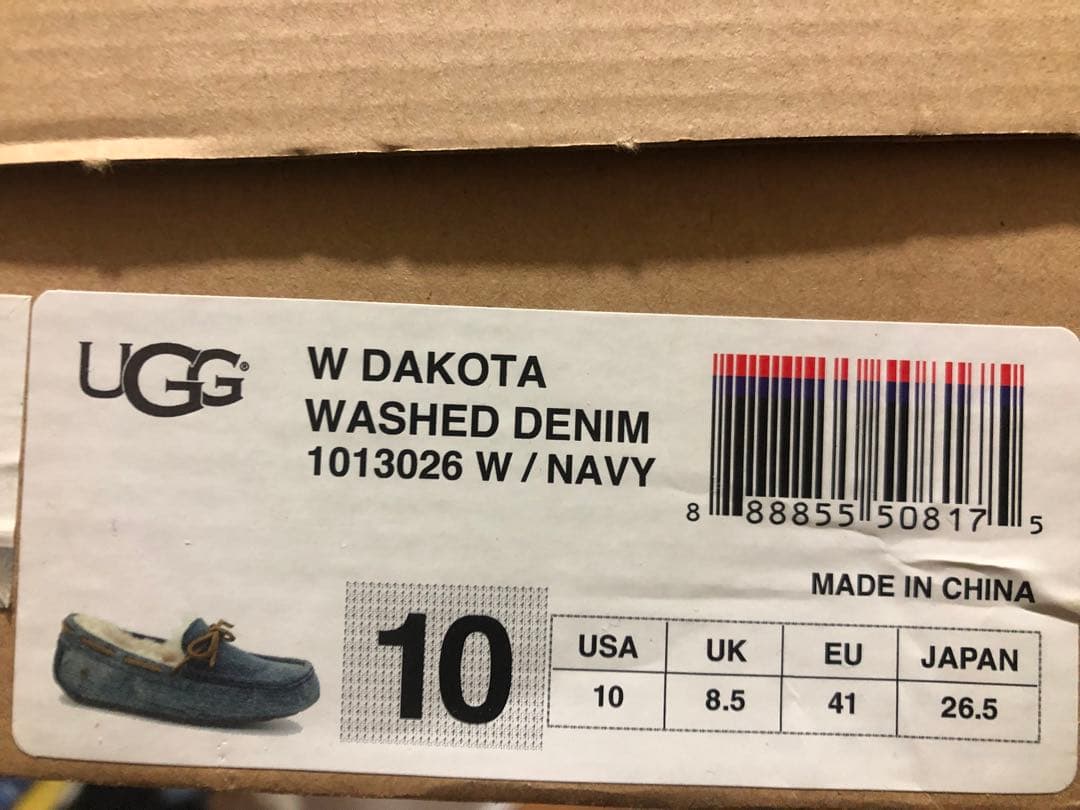 UGG®
W DAKOTA
WASHED DENIM
1013026 W / NAVY
8 88855 50817 5
MADE IN CHINA
10
USA UK EU JAPAN
10 8.5 41 26.5